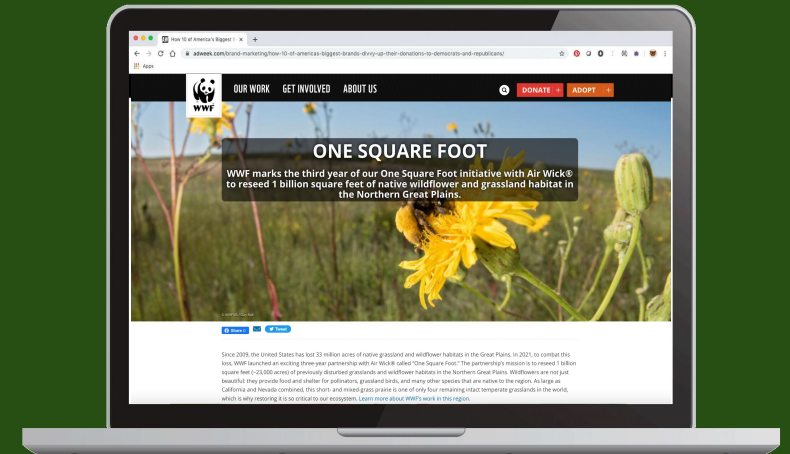 How 10 of America's Biggest
adweek.com/brand-marketing/how-10-of-americas-biggest-brands-divvy-up-their-donations-to-democrats-and-republicans/
Apps
WWF
OUR WORK GET INVOLVED ABOUT US
DONATE +
ADOPT +
ONE SQUARE FOOT
WWF marks the third year of our One Square Foot initiative with Air Wick®
to reseed 1 billion square feet of native wildflower and grassland habitat in
the Northern Great Plains.
Share 0
Tweet
Since 2009, the United States has lost 33 million acres of native grassland and wildflower habitats in the Great Plains. In 2021, to combat this
loss, WWF launched an exciting three-year partnership with Air Wick® called "One Square Foot." The partnership's mission is to reseed 1 billion
square feet (~23,000 acres) of previously disturbed grasslands and wildflower habitats in the Northern Great Plains. Wildflowers are not just
beautiful: they provide food and shelter for pollinators, grassland birds, and many other species that are native to the region. As large as
California and Nevada combined, this short- and mixed-grass prairie is one of only four remaining intact temperate grasslands in the world,
which is why restoring it is so critical to our ecosystem. Learn more about WWF's work in this region.